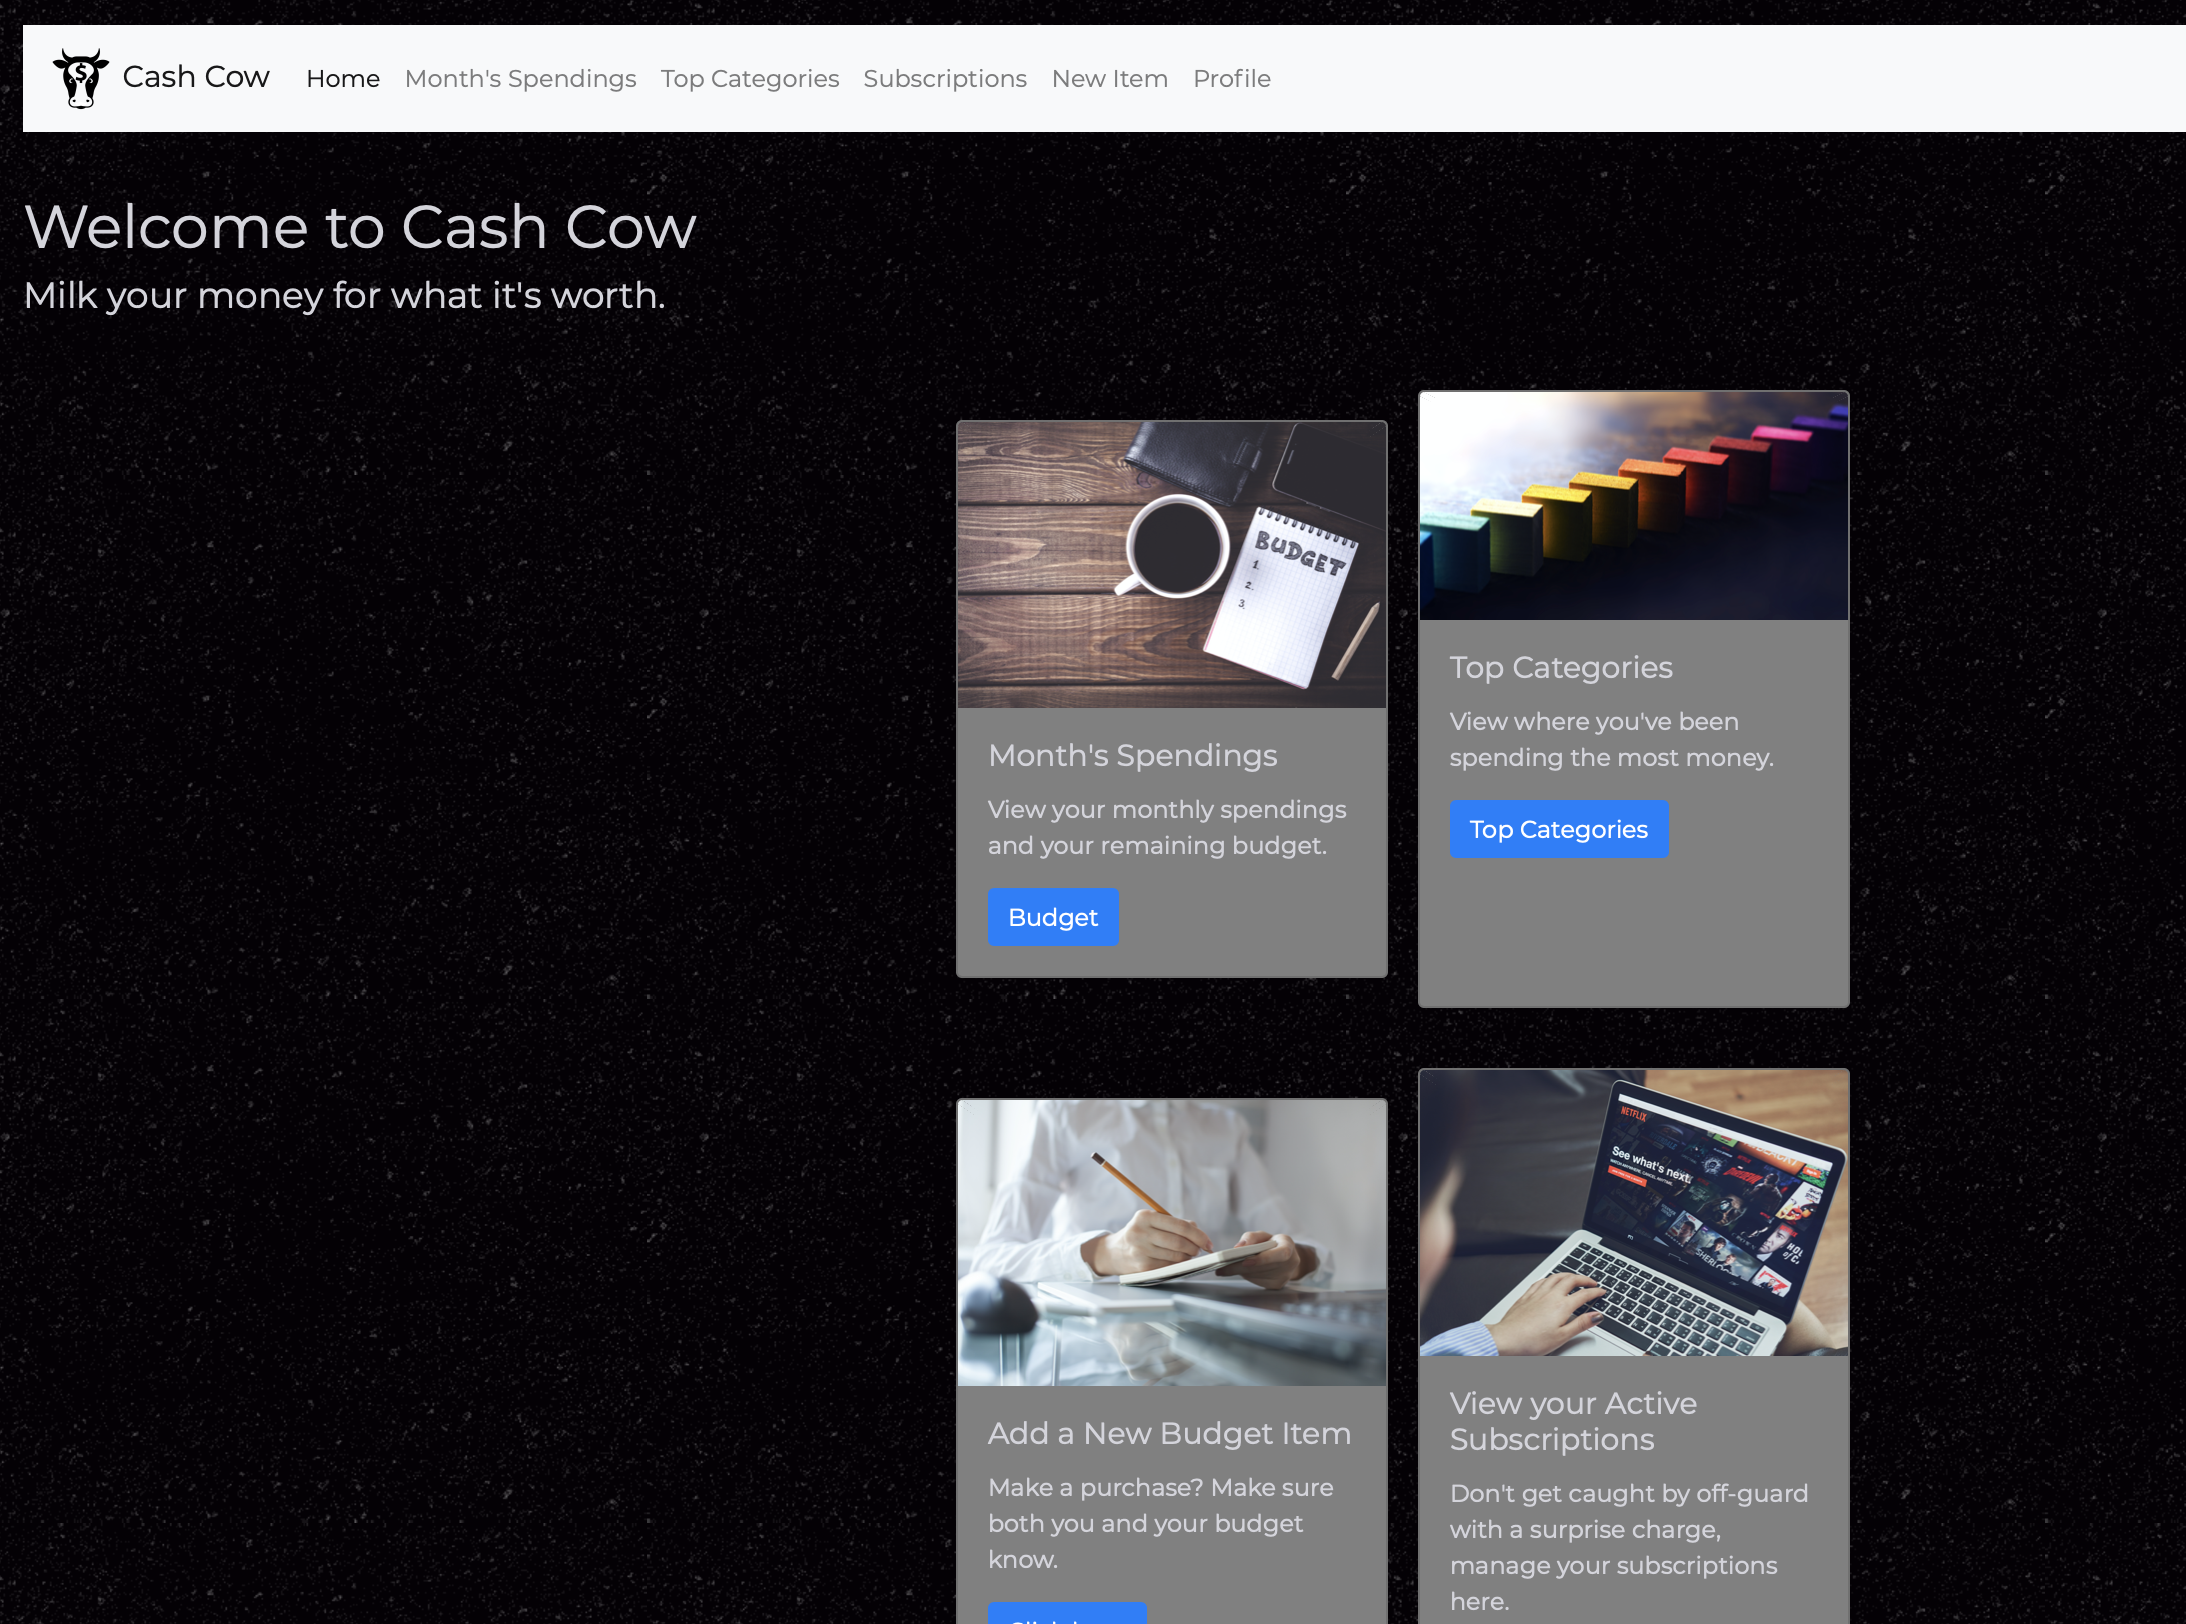 $
Cash Cow
Home
Month's Spendings
Top Categories
Subscriptions
New Item
Profile
Welcome to Cash Cow
Milk your money for what it's worth.
BUDGET
1.
2.
3.
Month's Spendings
View your monthly spendings
and your remaining budget.
Budget
Top Categories
View where you've been
spending the most money.
Top Categories
Add a New Budget Item
Make a purchase? Make sure
both you and your budget
know.
NETFLIX
See what's next.
SHERLOC
View your Active
Subscriptions
Don't get caught by off-guard
with a surprise charge,
manage your subscriptions
here.